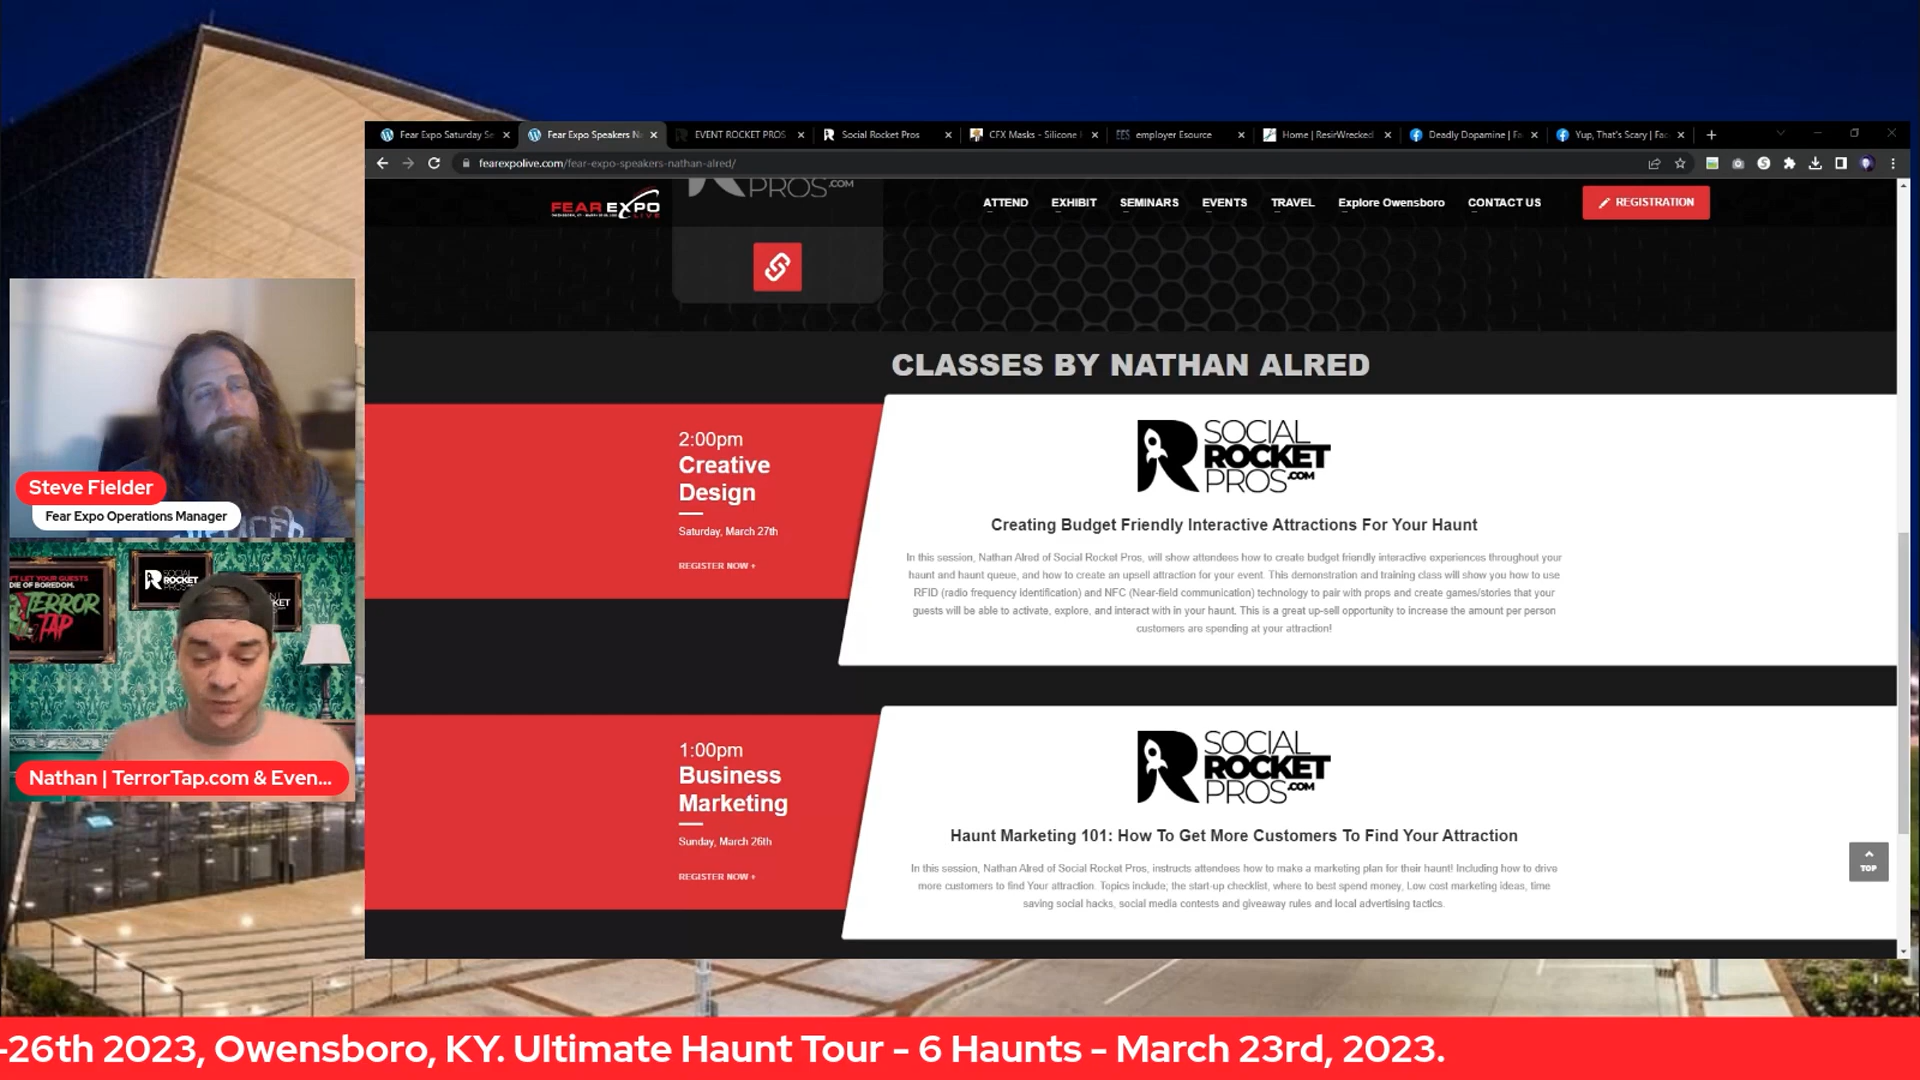 Fear Expo Saturday Se
Fear Expo Speakers N
EVENT ROCKET PROS
Social Rocket Pros
CFX Masks - Silicone
employer Esource
Home | ResirWrecked
Deadly Dopamine | Fa
Yup, That's Scary | Fac
fearexpolive.com/fear-expo-speakers-nathan-alred/
FEAR EXPO
LIVE
PROS.COM
ATTEND
EXHIBIT
SEMINARS
EVENTS
TRAVEL
Explore Owensboro
CONTACT US
REGISTRATION
CLASSES BY NATHAN ALRED
2:00pm
Creative
Design
Saturday, March 27th
REGISTER NOW +
SOCIAL
ROCKET
PROS.COM
Creating Budget Friendly Interactive Attractions For Your Haunt
In this session, Nathan Alred of Social Rocket Pros, will show attendees how to create budget friendly interactive experiences throughout your
haunt and haunt queue, and how to create an upsell attraction for your event. This demonstration and training class will show you how to use
RFID (radio frequency identification) and NFC (Near-field communication) technology to pair with props and create games/stories that your
guests will be able to activate, explore, and interact with in your haunt. This is a great up-sell opportunity to increase the amount per person
customers are spending at your attraction!
1:00pm
Business
Marketing
Sunday, March 26th
REGISTER NOW +
SOCIAL
ROCKET
PROS.COM
Haunt Marketing 101: How To Get More Customers To Find Your Attraction
In this session, Nathan Alred of Social Rocket Pros, instructs attendees how to make a marketing plan for their haunt! Including how to drive
more customers to find Your attraction. Topics include; the start-up checklist, where to best spend money, Low cost marketing ideas, time
saving social hacks, social media contests and giveaway rules and local advertising tactics.
TOP
Steve Fielder
Fear Expo Operations Manager
'T LET YOUR GUESTS
DIE OF BOREDOM.
TERROR
TAP
SOCIAL
ROCKET
PROS
KET
Nathan | TerrorTap.com & Even...
-26th 2023, Owensboro, KY. Ultimate Haunt Tour - 6 Haunts - March 23rd, 2023.